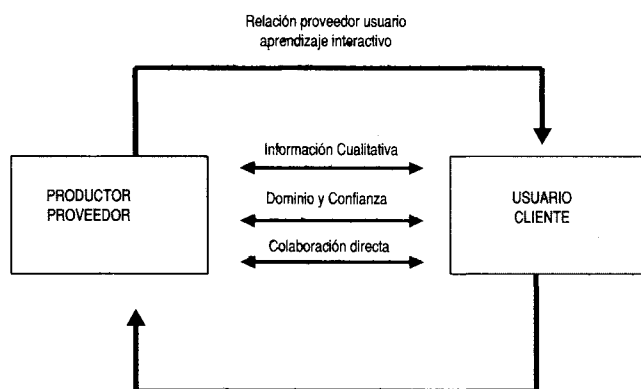 Relación proveedor usuario
aprendizaje interactivo
Información Cualitativa
PRODUCTOR
PROVEEDOR
Dominio y Confianza
USUARIO
CLIENTE
Colaboración directa